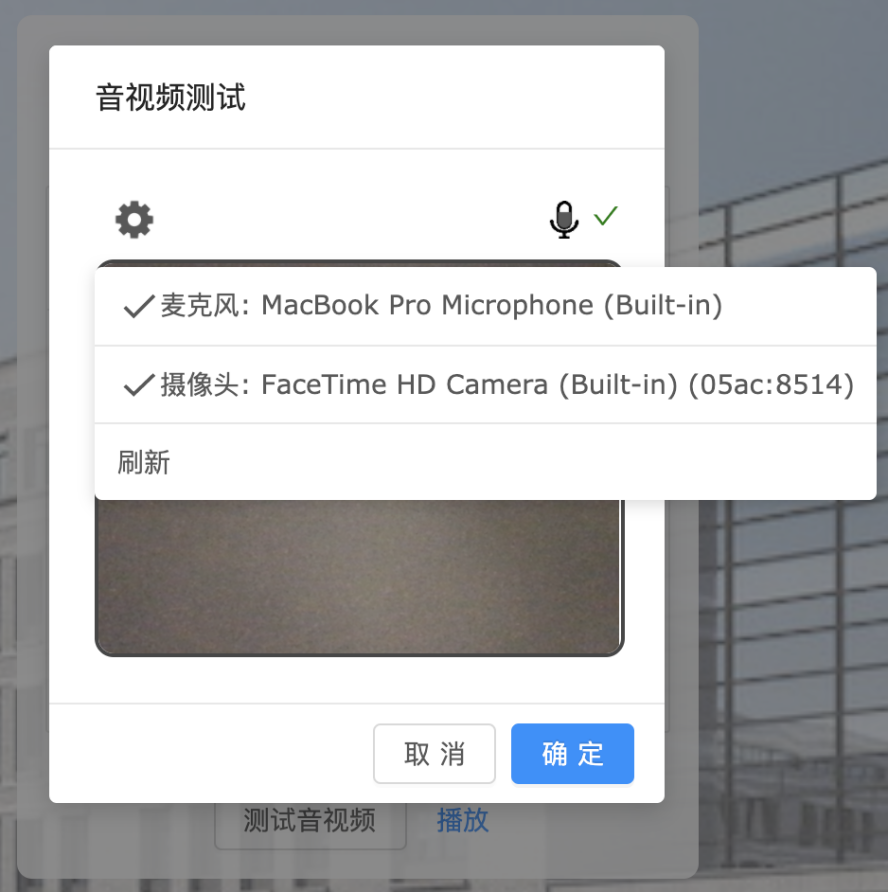 音视频测试
麦克风: MacBook Pro Microphone (Built-in)
摄像头: FaceTime HD Camera (Built-in) (05ac:8514)
刷新
取 消
确 定
测试音视频
播放